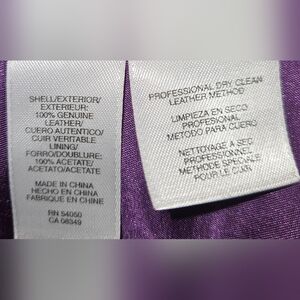 SHELL/EXTERIOR/
EXTERIEUR:
100% GENUINE
LEATHER/
CUERO AUTENTICO/
CUIR VERITABLE
LINING/
FORRO/DOUBLURE:
100% ACETATE/
ACETATO/ACETATE
MADE IN CHINA
HECHO EN CHINA
FABRIQUE EN CHINE
RN 54050
CA 08349
PROFESSIONAL DRY CLEAN
LEATHER METHOD
LIMPIEZA EN SECO
PROFESIONAL
METODO PARA CUERO
NETTOYAGE A SEC
PROFESSIONNEL
METHODE SPECIALE
POUR LE CUIR